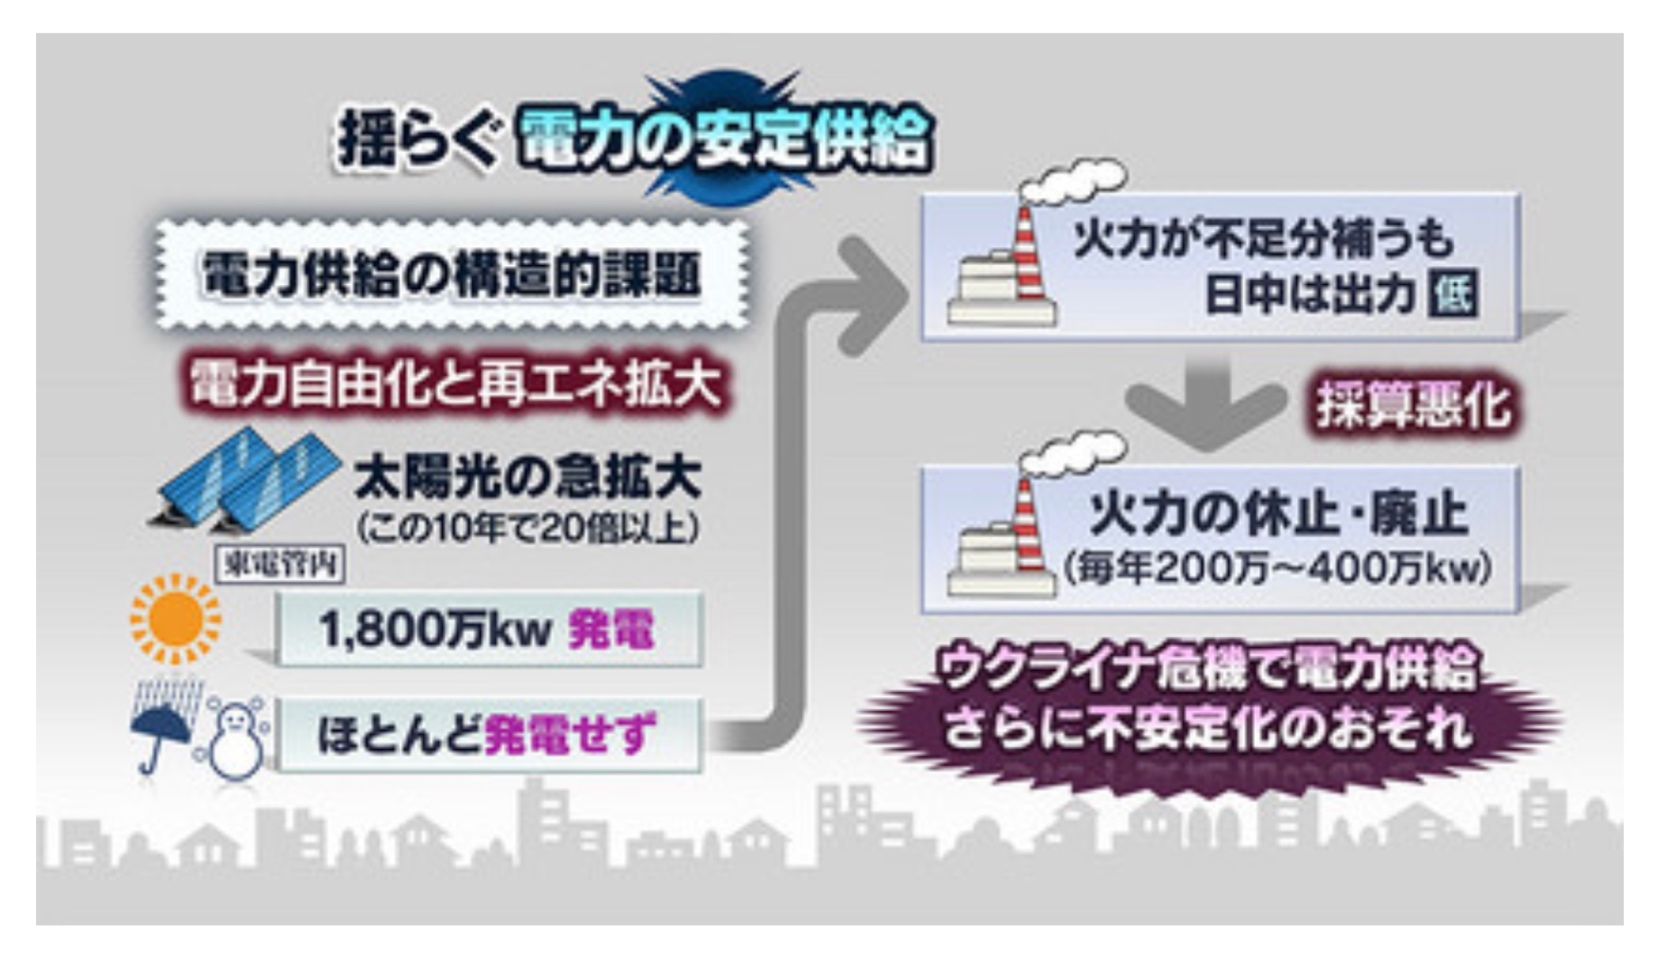 揺らぐ 電力の安定供給
電力供給の構造的課題
電力自由化と再エネ拡大
太陽光の急拡大
(この10年で20倍以上)
東電管内
1,800万kw 発電
ほとんど発電せず
火力が不足分補うも
日中は出力 低
採算悪化
火力の休止・廃止
(毎年200万～400万kw)
ウクライナ危機で電力供給
さらに不安定化のおそれ